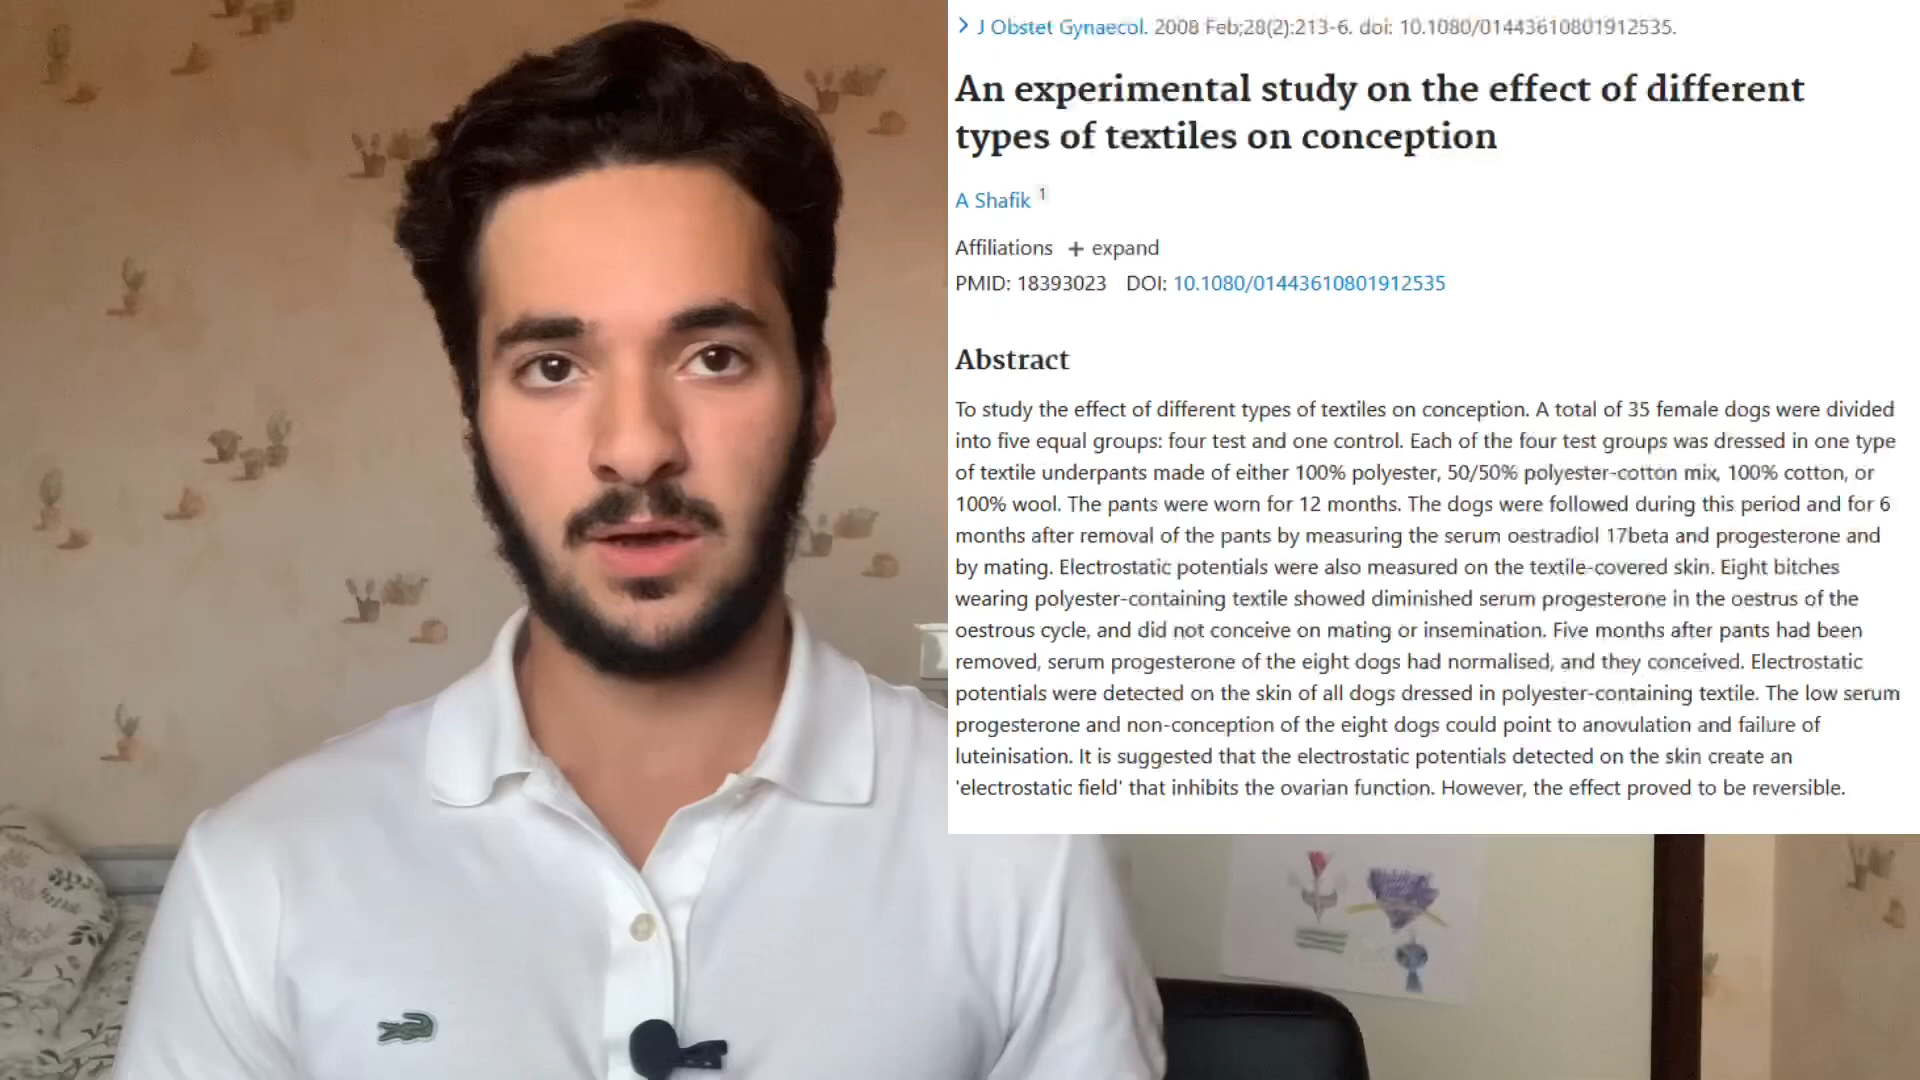 J Obstet Gynaecol. 2008 Feb;28(2):213-6. doi: 10.1080/01443610801912535.
An experimental study on the effect of different
types of textiles on conception
A Shafik 1
Affiliations + expand
PMID: 18393023 DOI: 10.1080/01443610801912535
Abstract
To study the effect of different types of textiles on conception. A total of 35 female dogs were divided
into five equal groups: four test and one control. Each of the four test groups was dressed in one type
of textile underpants made of either 100% polyester, 50/50% polyester-cotton mix, 100% cotton, or
100% wool. The pants were worn for 12 months. The dogs were followed during this period and for 6
months after removal of the pants by measuring the serum oestradiol 17beta and progesterone and
by mating. Electrostatic potentials were also measured on the textile-covered skin. Eight bitches
wearing polyester-containing textile showed diminished serum progesterone in the oestrus of the
oestrous cycle, and did not conceive on mating or insemination. Five months after pants had been
removed, serum progesterone of the eight dogs had normalised, and they conceived. Electrostatic
potentials were detected on the skin of all dogs dressed in polyester-containing textile. The low serum
progesterone and non-conception of the eight dogs could point to anovulation and failure of
luteinisation. It is suggested that the electrostatic potentials detected on the skin create an
'electrostatic field' that inhibits the ovarian function. However, the effect proved to be reversible.